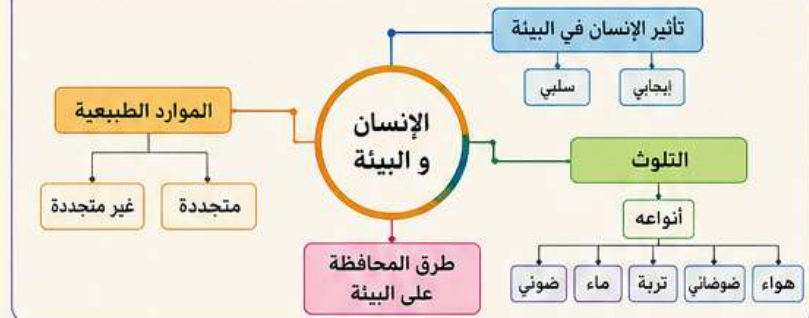 تأثير الإنسان في البيئة
إيجابي
سلبي
الإنسان
و البيئة
الموارد الطبيعية
متجددة
غير متجددة
التلوث
أنواعه
هواء
ضوضائي
تربة
ماء
ضوئي
طرق المحافظة
على البيئة